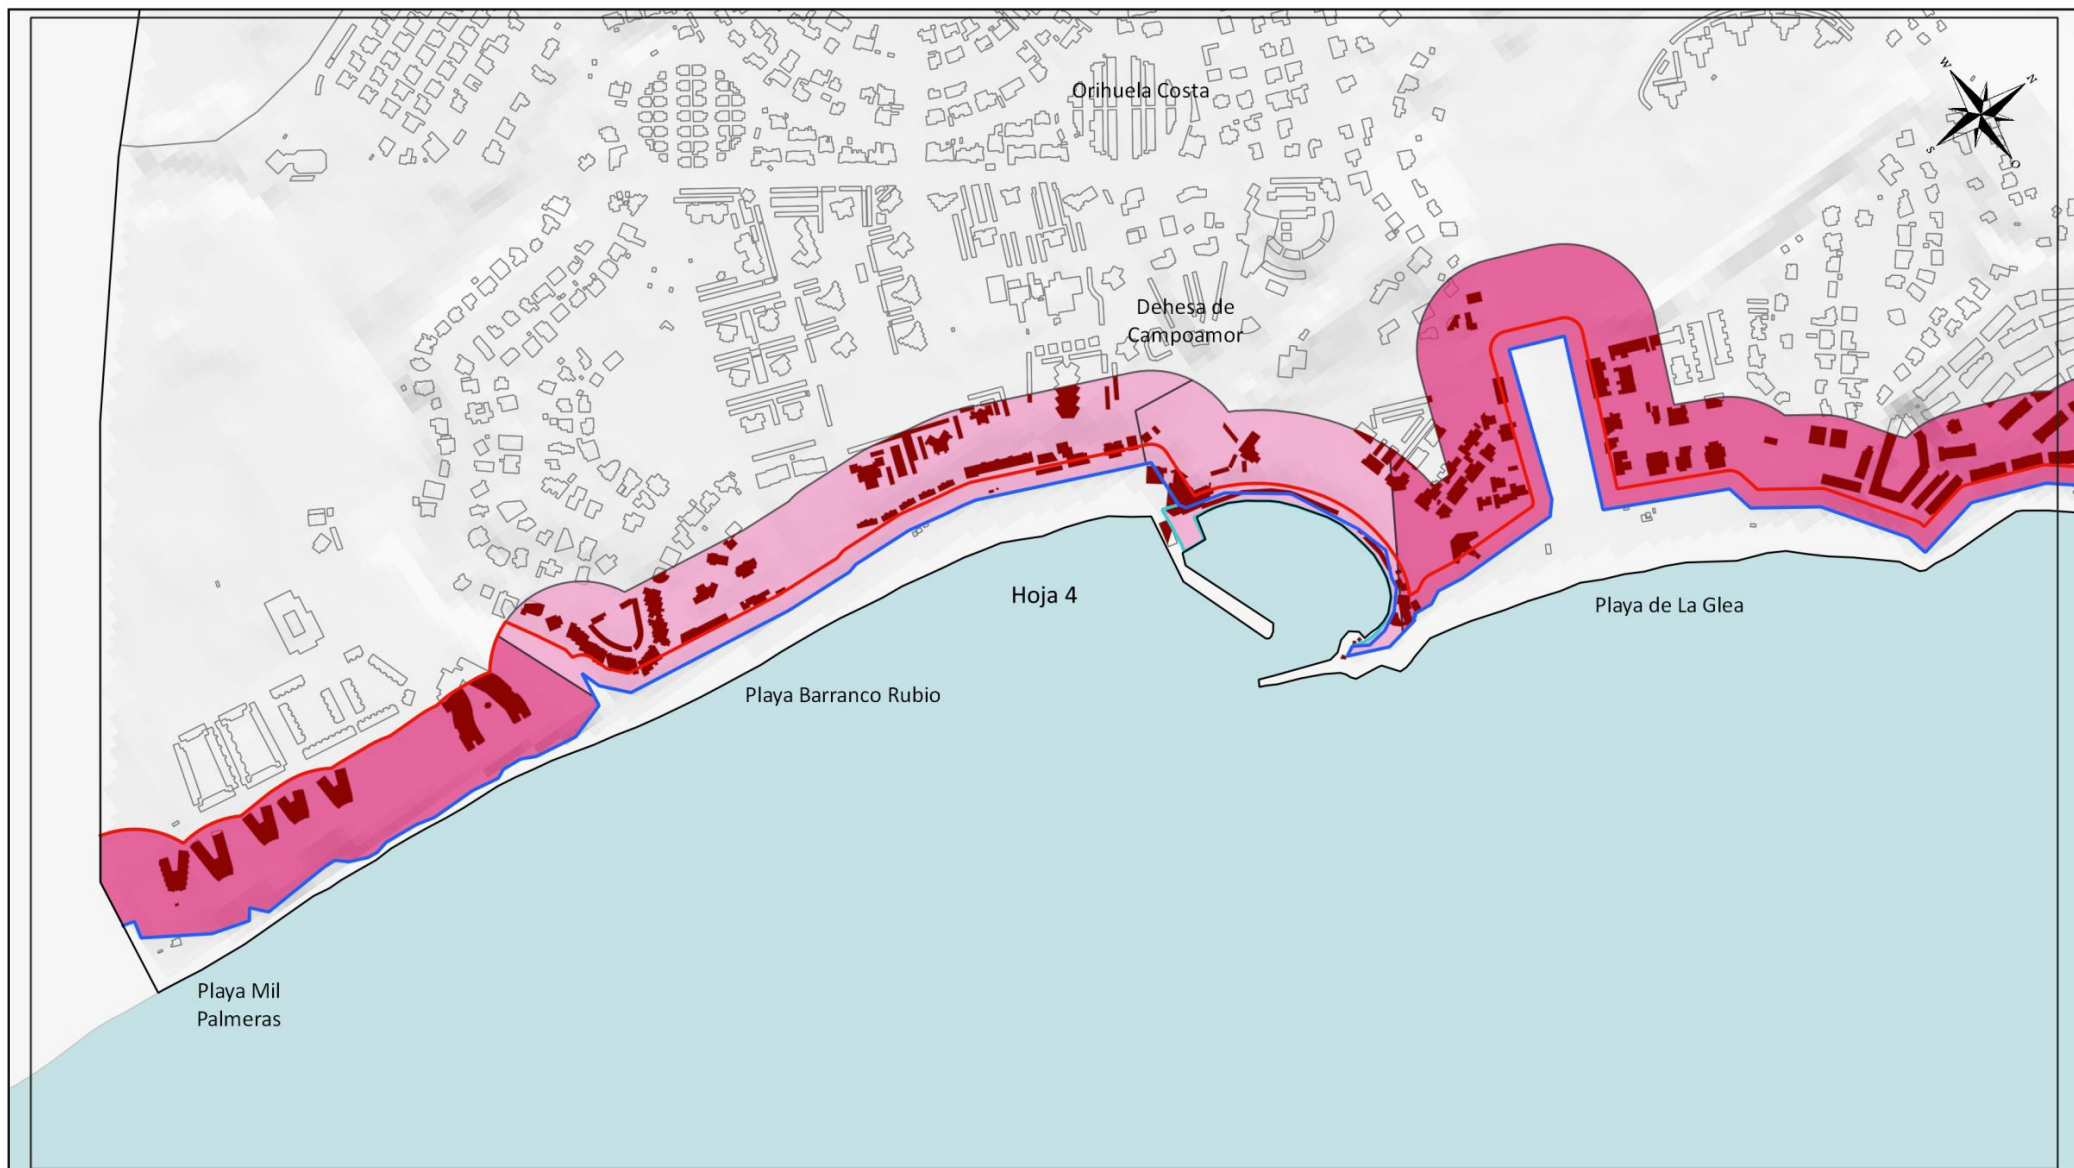 Orihuela Costa
W
N
S
O
Dehesa de
Campoamor
Hoja 4
Playa de La Glea
Playa Barranco Rubio
Playa Mil
Palmeras